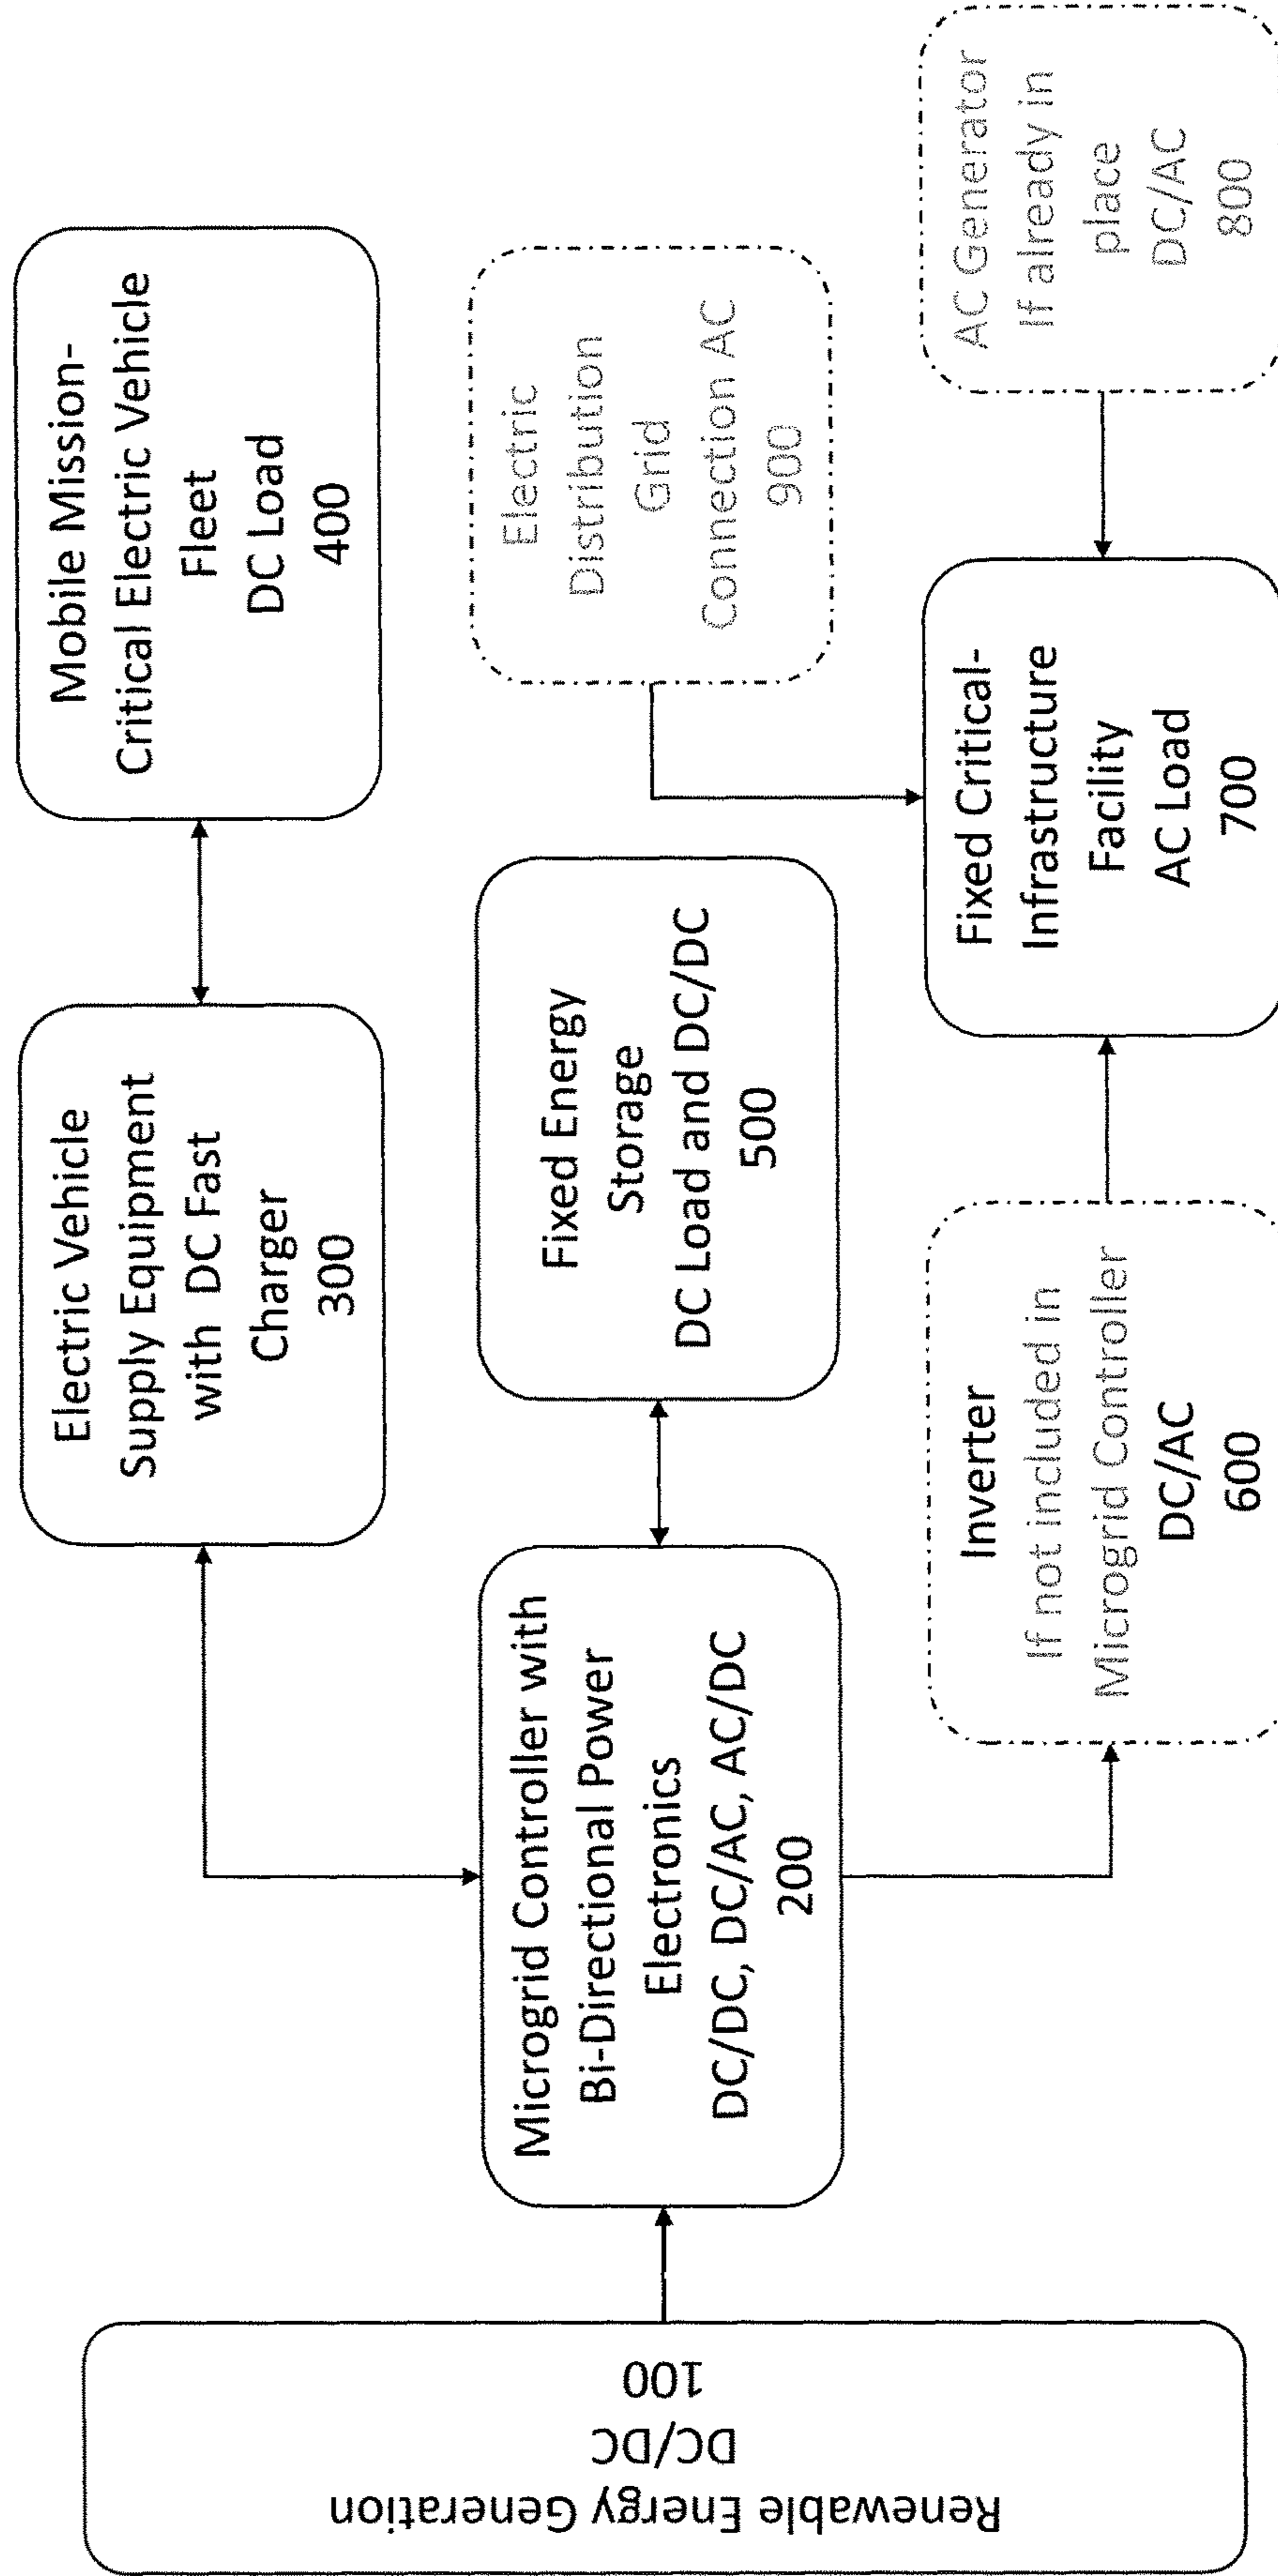 Renewable Energy Generation
DC/DC
100
Microgrid Controller with
Bi-Directional Power
Electronics
DC/DC, DC/AC, AC/DC
200
Electric Vehicle
Supply Equipment
with DC Fast
Charger
300
Mobile Mission-
Critical Electric Vehicle
Fleet
DC Load
400
Fixed Energy
Storage
DC Load and DC/DC
500
Electric
Distribution
Grid
Connection AC
900
Inverter
If not included in
Microgrid Controller
DC/AC
600
Fixed Critical-
Infrastructure
Facility
AC Load
700
AC Generator
If already in
place
DC/AC
800